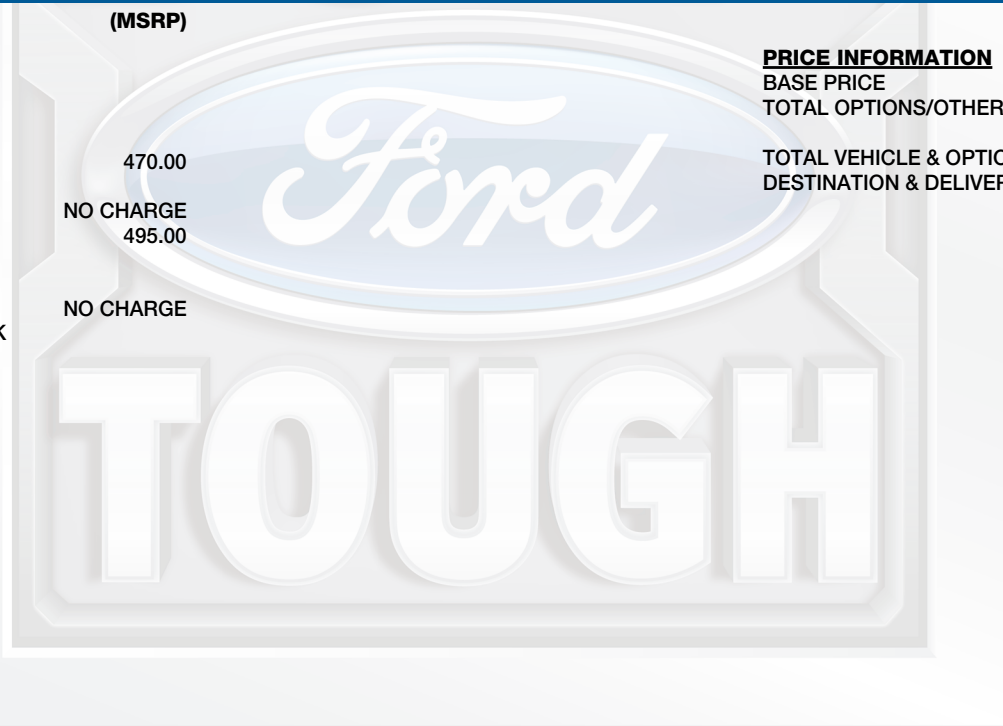 (MSRP)
470.00
NO CHARGE
495.00
NO CHARGE
K
PRICE INFORMATION
BASE PRICE
TOTAL OPTIONS/OTHER
TOTAL VEHICLE & OPTIO
DESTINATION & DELIVER
Ford
TOUGH